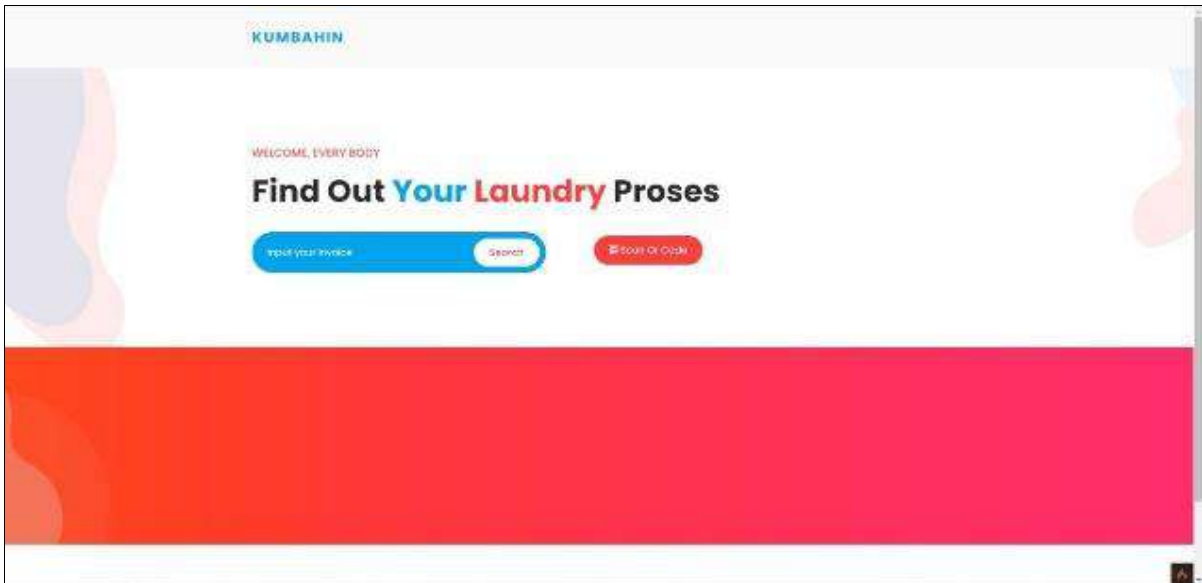 KUMBAHIN
WELCOME, EVERY BODY
Find Out Your Laundry Proses
Input your invoice
Search
Scan Qr Code